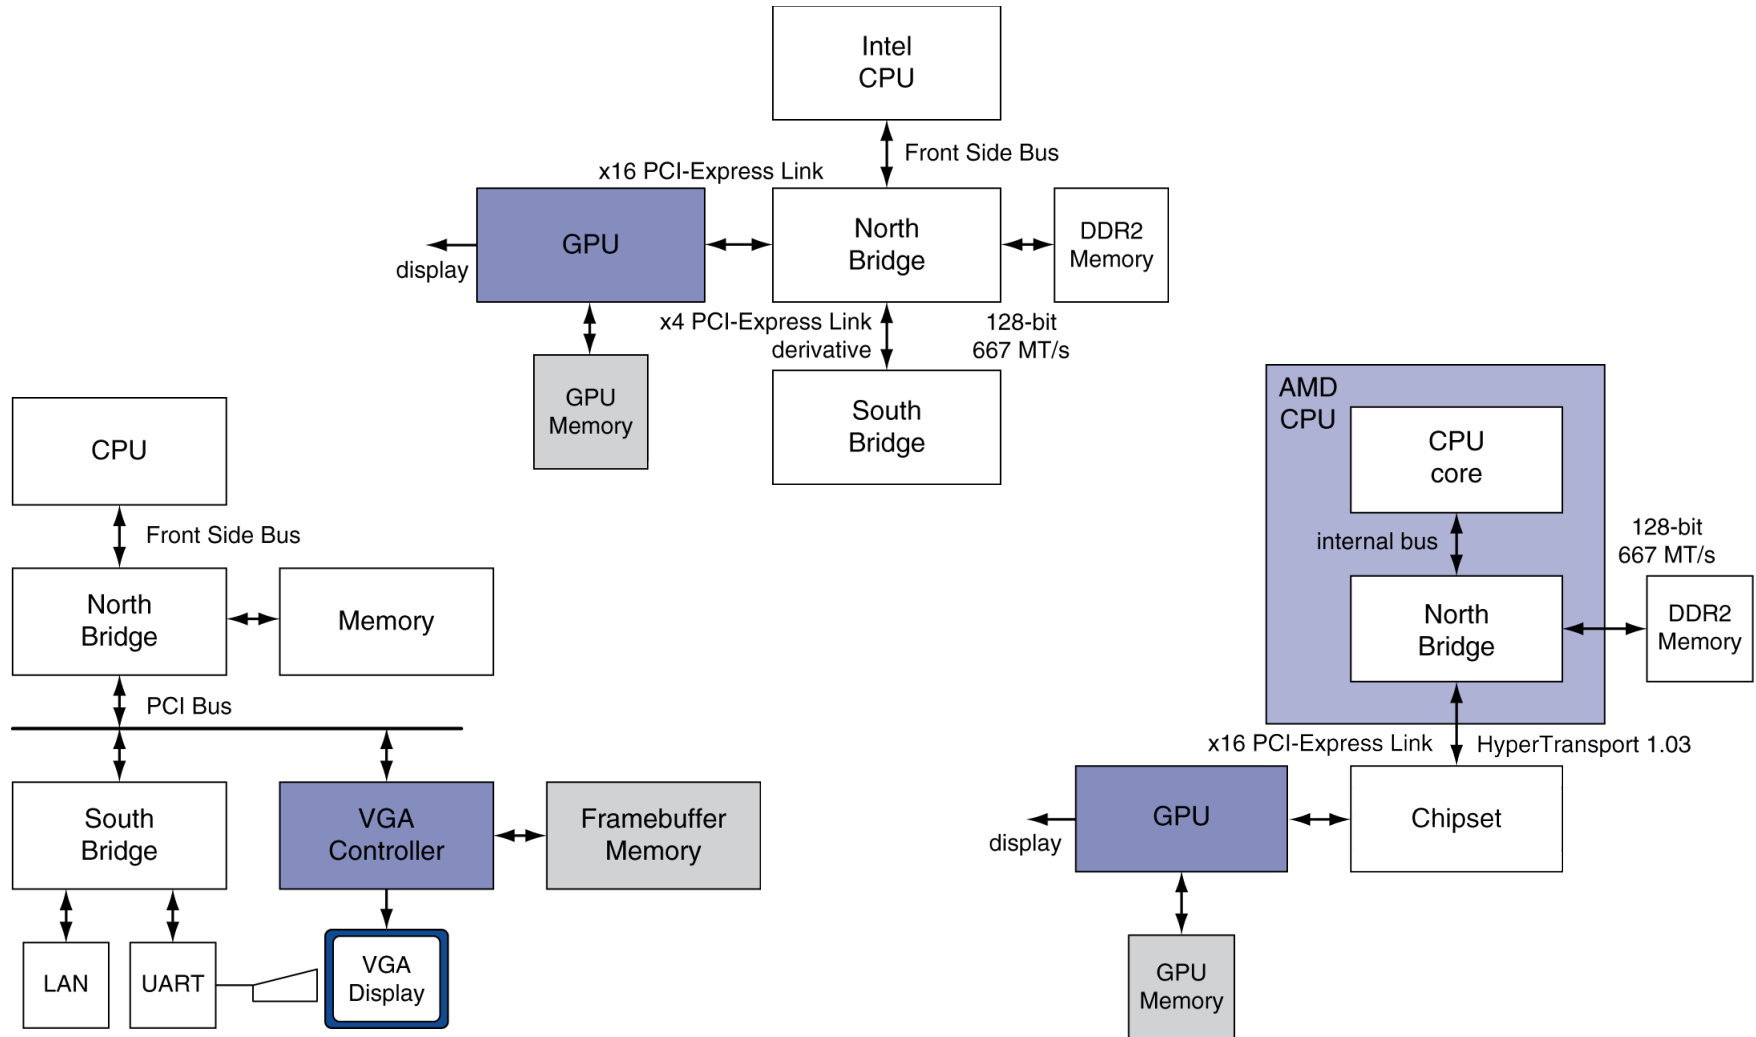 Intel
CPU
Front Side Bus
x16 PCI-Express Link
GPU
North
Bridge
DDR2
Memory
display
x4 PCI-Express Link
derivative
128-bit
667 MT/s
GPU
Memory
South
Bridge
CPU
Front Side Bus
North
Bridge
Memory
PCI Bus
South
Bridge
VGA
Controller
Framebuffer
Memory
LAN
UART
VGA
Display
AMD
CPU
CPU
core
internal bus
128-bit
667 MT/s
North
Bridge
DDR2
Memory
x16 PCI-Express Link
HyperTransport 1.03
GPU
Chipset
display
GPU
Memory